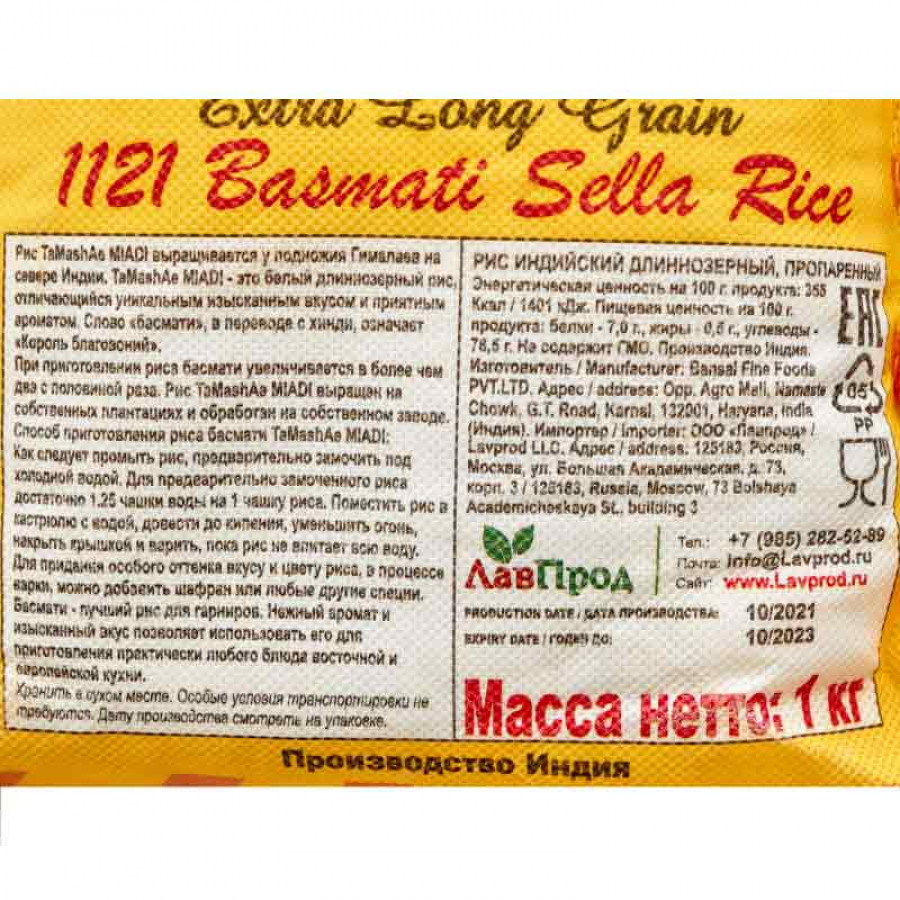 Extra Long Grain
1121 Basmati Sella Rice
Рис TaMashAe MIADI выращивается у подножия Гималаев на
севере Индии. TaMashAe MIADI - это белый длиннозерный рис,
отличающийся уникальным изысканным вкусом и приятным
ароматом. Слово «басмати», в переводе с хинди, означает
«Король благовоний».
При приготовлении риса басмати увеличивается в более чем
два с половиной раза. Рис TaMashAe MIADI выращен на
собственных плантациях и обработан на собственном заводе.
Способ приготовления риса басмати TaMashAe MIADI:
Как следует промыть рис, предварительно замочить под
холодной водой. Для предварительно замоченного риса
достаточно 1,25 чашки воды на 1 чашку риса. Поместить рис в
кастрюлю с водой, довести до кипения, уменьшить огонь,
накрыть крышкой и варить, пока рис не впитает всю воду.
Для придания особого оттенка вкусу и цвету риса, в процессе
варки, можно добавить шафран или любые другие специи.
Басмати - лучший рис для гарниров. Нежный аромат и
изысканный вкус позволяет использовать его для
приготовления практически любого блюда восточной и
европейской кухни.
Хранить в сухом месте. Особые условия транспортировки не
требуются. Дату производства смотреть на упаковке.
РИС ИНДИЙСКИЙ ДЛИННОЗЕРНЫЙ, ПРОПАРЕННЫЙ
Энергетическая ценность на 100 г. продукта: 355
Ккал / 1401 кДж. Пищевая ценность на 100 г.
продукта: белки - 7,0 г., жиры - 0,5 г., углеводы -
78,5 г. Не содержит ГМО. Производство Индия.
Изготовитель / Manufacturer: Bansal Fine Foods
PVT.LTD. Адрес / address: Opp. Agro Mall, Namaste
Chowk, G.T. Road, Karnal, 132001, Haryana, India
(Индия). Импортер / Importer: ООО «Лавпрод» /
Lavprod LLC. Адрес / address: 125183, Россия,
Москва, ул. Большая Академическая, д. 73,
корп. 3 / 125183, Russia, Moscow, 73 Bolshaya
Academicheskaya St., building 3
EAC
05
PP
ЛавПрод
Тел.: +7 (985) 282-52-89
Почта: info@Lavprod.ru
Сайт: www.Lavprod.ru
PRODUCTION DATE / ДАТА ПРОИЗВОДСТВА: 10/2021
EXPIRY DATE / ГОДЕН ДО: 10/2023
Масса нетто: 1 кг
Производство Индия